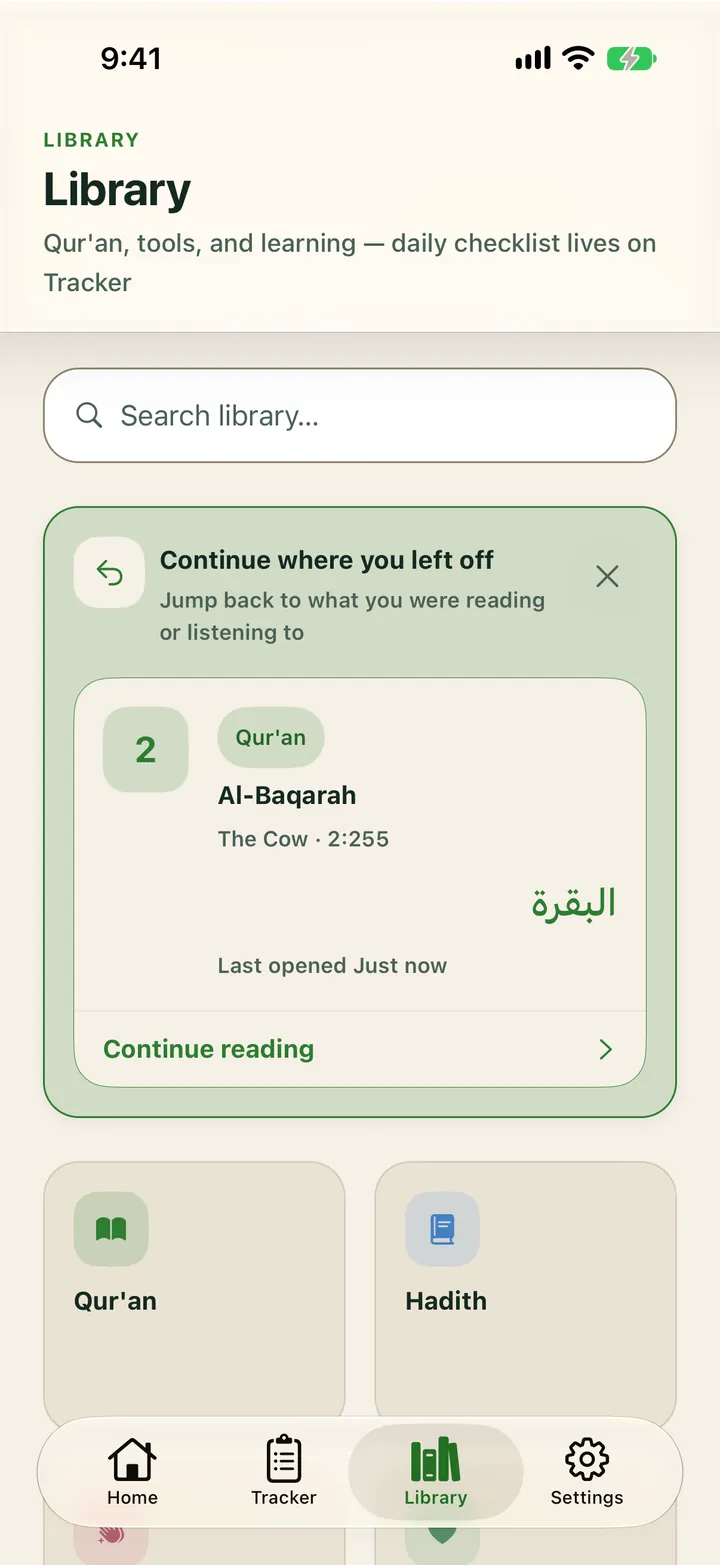 9:41
LIBRARY
Library
Qur'an, tools, and learning — daily checklist lives on
Tracker
Search library...
Continue where you left off
Jump back to what you were reading
or listening to
2
Qur'an
Al-Baqarah
The Cow · 2:255
البقرة
Last opened Just now
Continue reading
Qur'an
Hadith
Home
Tracker
Library
Settings